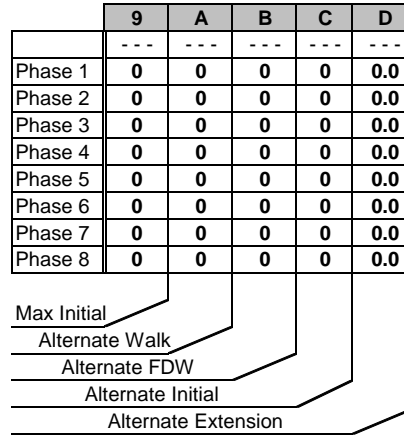 9 A B C D
- - - - - - - - - - - - - - -
Phase 1 0 0 0 0 0.0
Phase 2 0 0 0 0 0.0
Phase 3 0 0 0 0 0.0
Phase 4 0 0 0 0 0.0
Phase 5 0 0 0 0 0.0
Phase 6 0 0 0 0 0.0
Phase 7 0 0 0 0 0.0
Phase 8 0 0 0 0 0.0
Max Initial
Alternate Walk
Alternate FDW
Alternate Initial
Alternate Extension